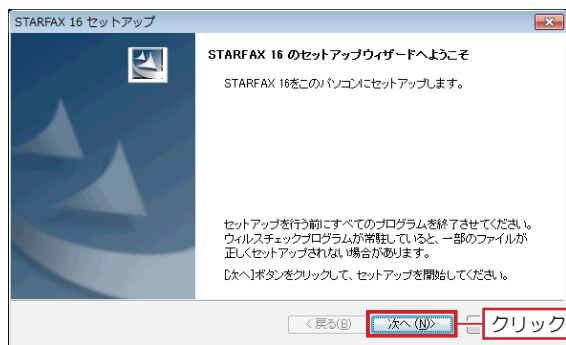 STARFAX 16 セットアップ
STARFAX 16 のセットアップウィザードへようこそ
STARFAX 16をこのパソコンにセットアップします。
セットアップを行う前にすべてのプログラムを終了させてください。
ウィルスチェックプログラムが常駐していると、一部のファイルが
正しくセットアップされない場合があります。
[次へ]ボタンをクリックして、セットアップを開始してください。
< 戻る(B)
次へ(N)>
クリック